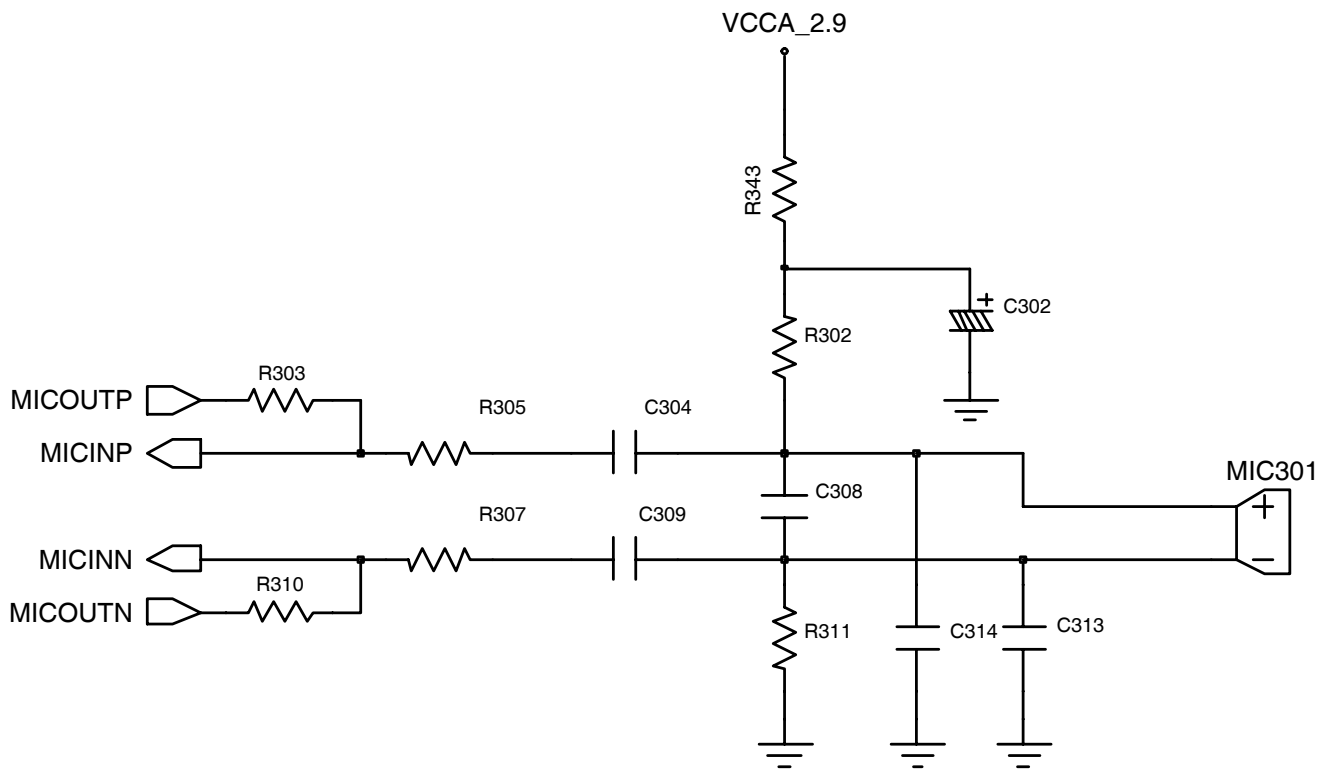 VCCA_2.9
R343
C302
R302
R303
MICOUTP
R305
C304
MICINP
MIC301
C308
R307
C309
MICINN
R310
MICOUTN
R311
C314
C313